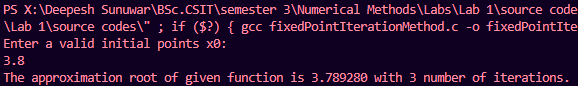 PS X:\Deepesh Sunuwar\BSc.CSIT\semester 3\Numerical Methods\Labs\Lab 1\source code
\Lab 1\source codes\" ; if ($?) { gcc fixedPointIterationMethod.c -o fixedPointIte
Enter a valid initial points x0:
3.8
The approximation root of given function is 3.789280 with 3 number of iterations.